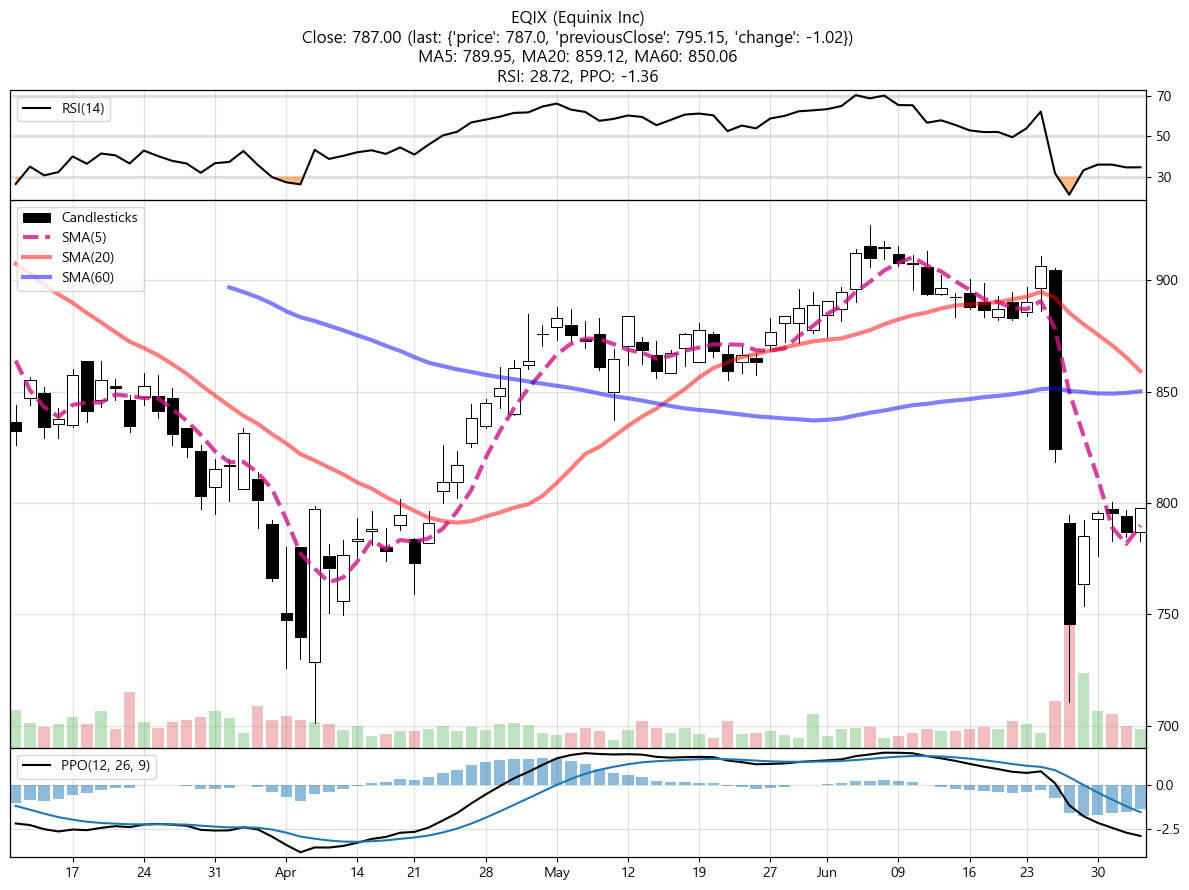 EQIX (Equinix Inc)
Close: 787.00 (last: {'price': 787.0, 'previousClose': 795.15, 'change': -1.02})
MA5: 789.95, MA20: 859.12, MA60: 850.06
RSI: 28.72, PPO: -1.36
RSI(14)
70
50
30
Candlesticks
SMA(5)
SMA(20)
SMA(60)
900
850
800
750
700
PPO(12, 26, 9)
0.0
-2.5
17 24 31 Apr 14 21 28 May 12 19 27 Jun 09 16 23 30